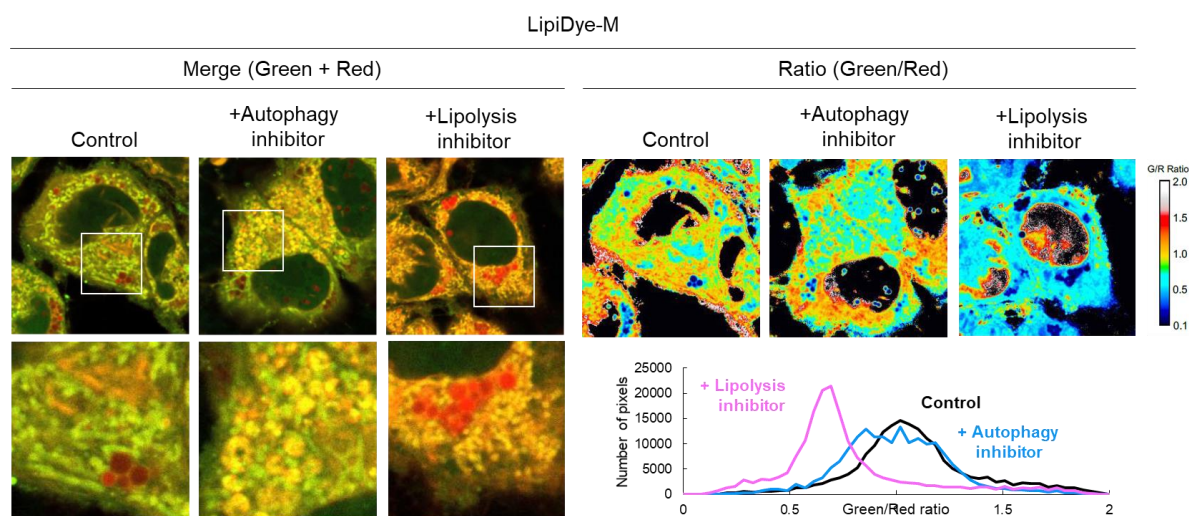 LipiDye-M
Merge (Green + Red)
Ratio (Green/Red)
Control
+Autophagy
inhibitor
+Lipolysis
inhibitor
Control
+Autophagy
inhibitor
+Lipolysis
inhibitor
G/R Ratio
2.0
1.5
1.0
0.5
0.1
Number of pixels
25000
20000
15000
10000
5000
0
+ Lipolysis
inhibitor
Control
+ Autophagy
inhibitor
0
0.5
1
1.5
2
Green/Red ratio